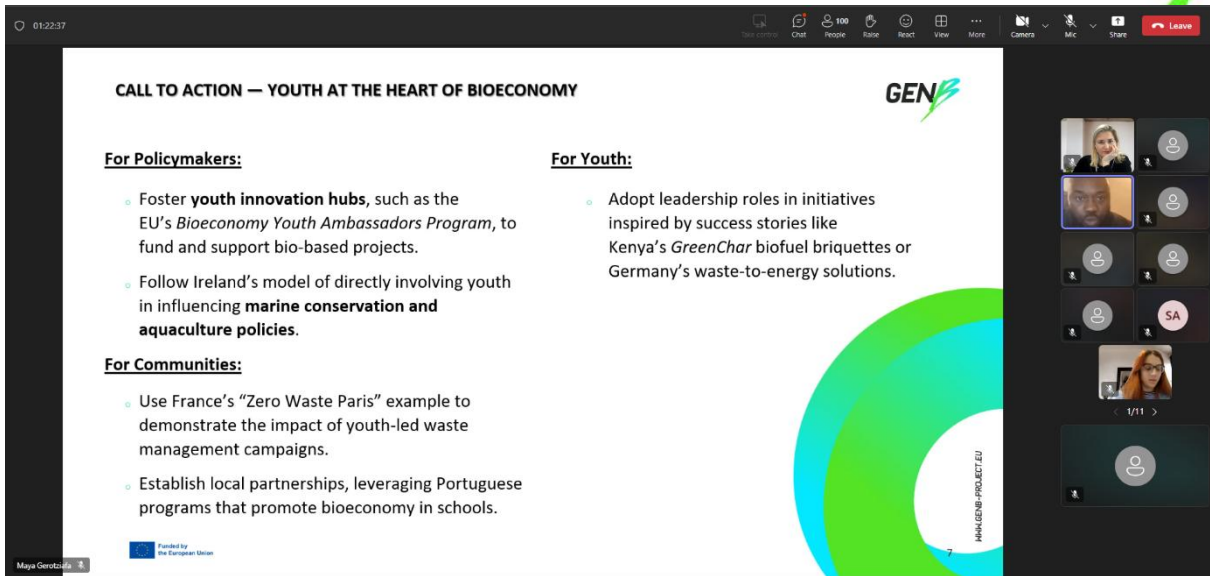 01:22:37
Take control
Chat
100
People
Raise
React
View
More
Camera
Mic
Share
Leave
CALL TO ACTION — YOUTH AT THE HEART OF BIOECONOMY
GENB
For Policymakers:
Foster youth innovation hubs, such as the
EU's Bioeconomy Youth Ambassadors Program, to
fund and support bio-based projects.
Follow Ireland's model of directly involving youth
in influencing marine conservation and
aquaculture policies.
For Communities:
Use France's “Zero Waste Paris” example to
demonstrate the impact of youth-led waste
management campaigns.
Establish local partnerships, leveraging Portuguese
programs that promote bioeconomy in schools.
For Youth:
Adopt leadership roles in initiatives
inspired by success stories like
Kenya's GreenChar biofuel briquettes or
Germany's waste-to-energy solutions.
Funded by
the European Union
WWW.GENB-PROJECT.EU
7
SA
1/11
Maya Gerotziafa